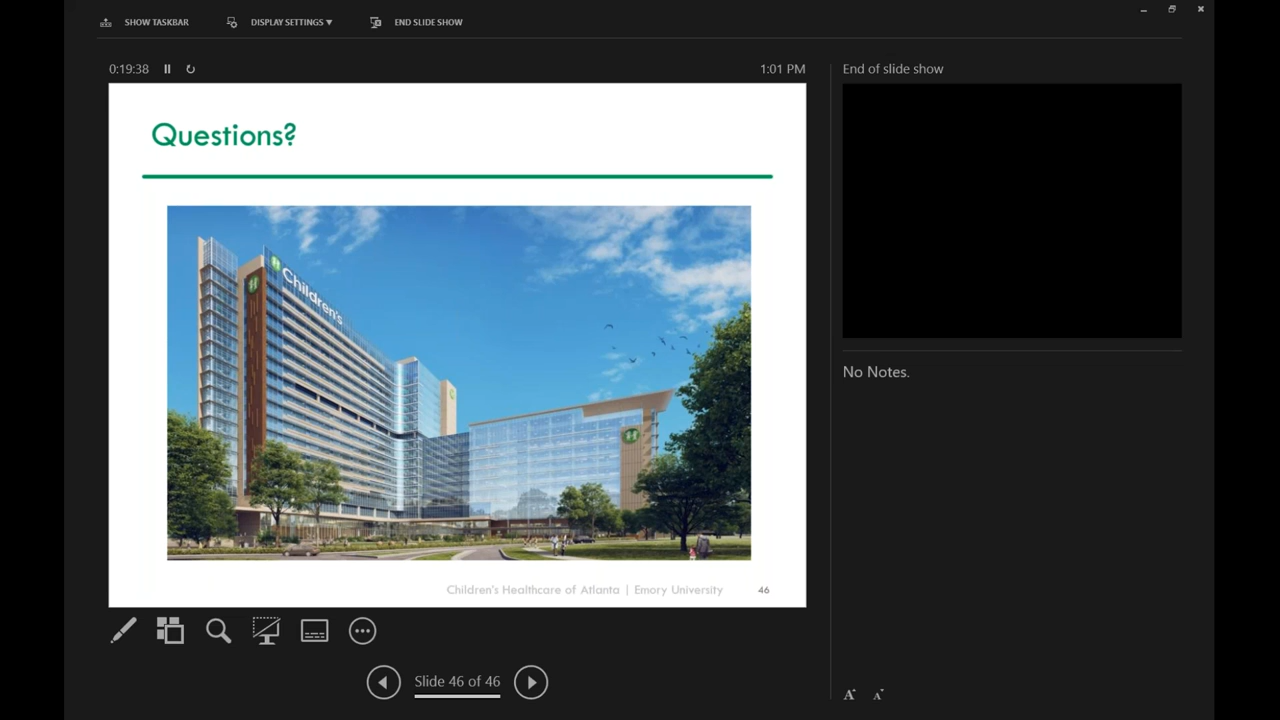 SHOW TASKBAR
DISPLAY SETTINGS ▼
END SLIDE SHOW
0:19:38
1:01 PM
End of slide show
Questions?
Children's
No Notes.
Children's Healthcare of Atlanta | Emory University
46
Slide 46 of 46
A
A